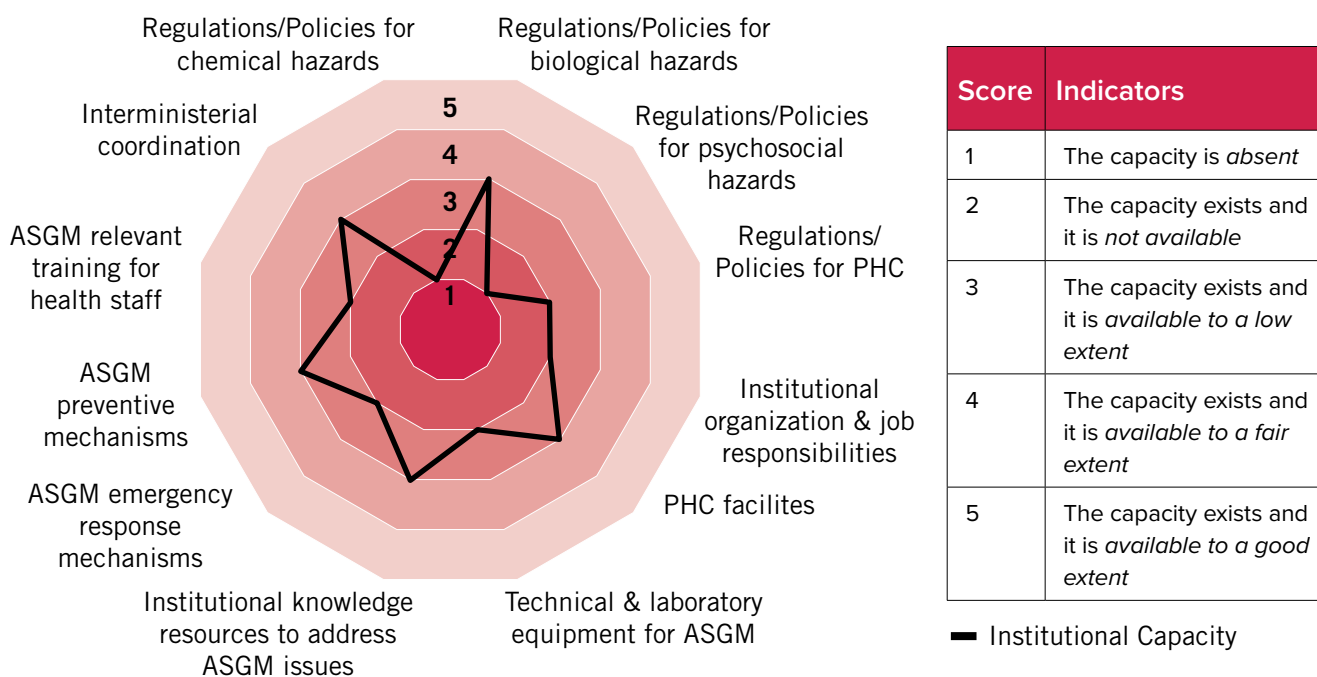 Regulations/Policies for
chemical hazards
Regulations/Policies for
biological hazards
Interministerial
coordination
Regulations/Policies
for psychosocial
hazards
ASGM relevant
training for
health staff
Regulations/
Policies for PHC
ASGM
preventive
mechanisms
Institutional
organization & job
responsibilities
ASGM emergency
response
mechanisms
PHC facilites
Institutional knowledge
resources to address
ASGM issues
Technical & laboratory
equipment for ASGM
5
4
3
2
1
Score Indicators
1 The capacity is absent
2 The capacity exists and
it is not available
3 The capacity exists and
it is available to a low
extent
4 The capacity exists and
it is available to a fair
extent
5 The capacity exists and
it is available to a good
extent
Institutional Capacity